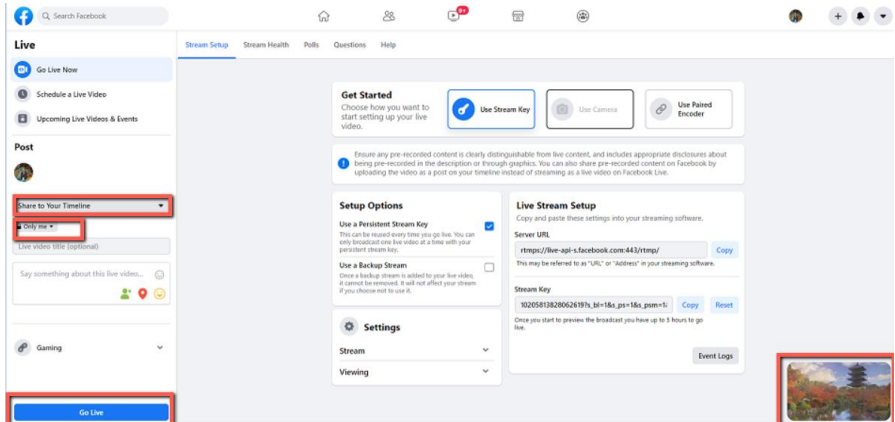 Search Facebook
9+
Live
Stream Setup Stream Health Polls Questions Help
Go Live Now
Schedule a Live Video
Upcoming Live Videos & Events
Post
Share to Your Timeline
Only me
Live video title (optional)
Say something about this live video...
Gaming
Go Live
Get Started
Choose how you want to
start setting up your live
video.
Use Stream Key
Use Camera
Use Paired
Encoder
Ensure any pre-recorded content is clearly distinguishable from live content, and includes appropriate disclosures about
being pre-recorded in the description or through graphics. You can also share pre-recorded content on Facebook by
uploading the video as a post on your timeline instead of streaming as a live video on Facebook Live.
Setup Options
Use a Persistent Stream Key
This can be reused every time you go live. You can
only broadcast one live video at a time with your
persistent stream key.
Use a Backup Stream
Once a backup stream is added to your live video,
it cannot be removed. It will not affect your stream
if you choose not to use it.
Settings
Stream
Viewing
Live Stream Setup
Copy and paste these settings into your streaming software.
Server URL
rtmps://live-api-s.facebook.com:443/rtmp/ Copy
This may be referred to as "URL" or "Address" in your streaming software.
Stream Key
10205813828062619?s_bl=1&s_ps=1&s_psm=1& Copy Reset
Once you start to preview the broadcast you have up to 5 hours to go
live.
Event Logs